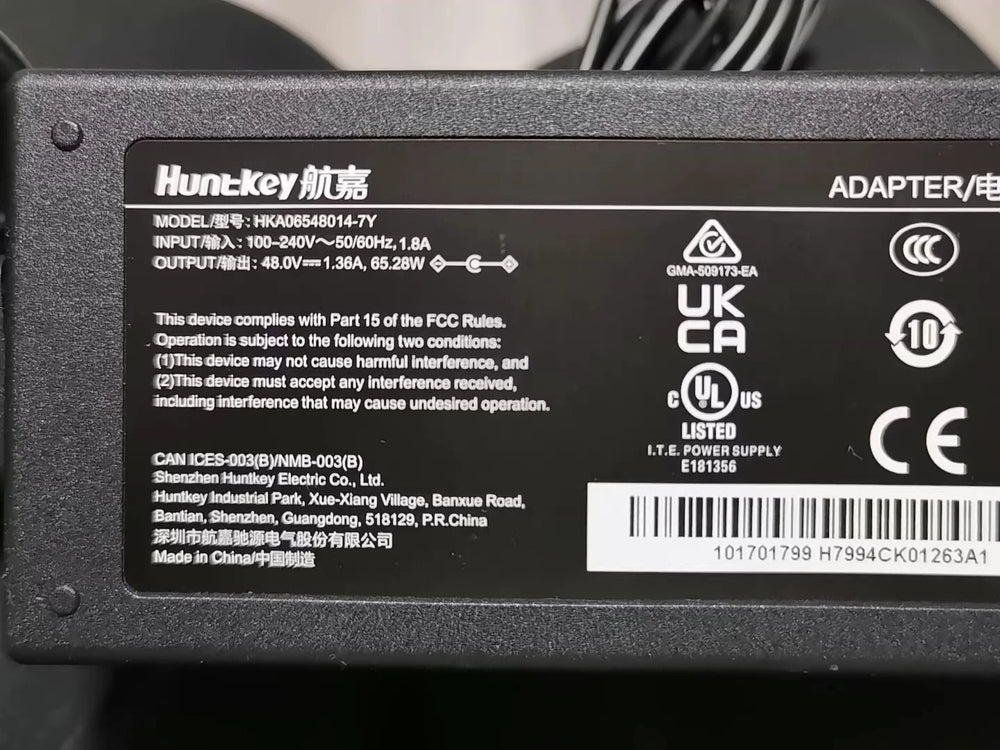 Huntkey航嘉
ADAPTER/电
MODEL/型号: HKA06548014-7Y
INPUT/输入: 100-240V～50/60Hz, 1.8A
OUTPUT/输出: 48.0V⎓1.36A, 65.28W
This device complies with Part 15 of the FCC Rules.
Operation is subject to the following two conditions:
(1)This device may not cause harmful interference, and
(2)This device must accept any interference received,
including interference that may cause undesired operation.
CAN ICES-003(B)/NMB-003(B)
Shenzhen Huntkey Electric Co., Ltd.
Huntkey Industrial Park, Xue-Xiang Village, Banxue Road,
Bantian, Shenzhen, Guangdong, 518129, P.R.China
深圳市航嘉驰源电气股份有限公司
Made in China/中国制造
GMA-509173-EA
UK
CA
C UL US
®
LISTED
I.T.E. POWER SUPPLY
E181356
CCC
10
CE
101701799 H7994CK01263A1